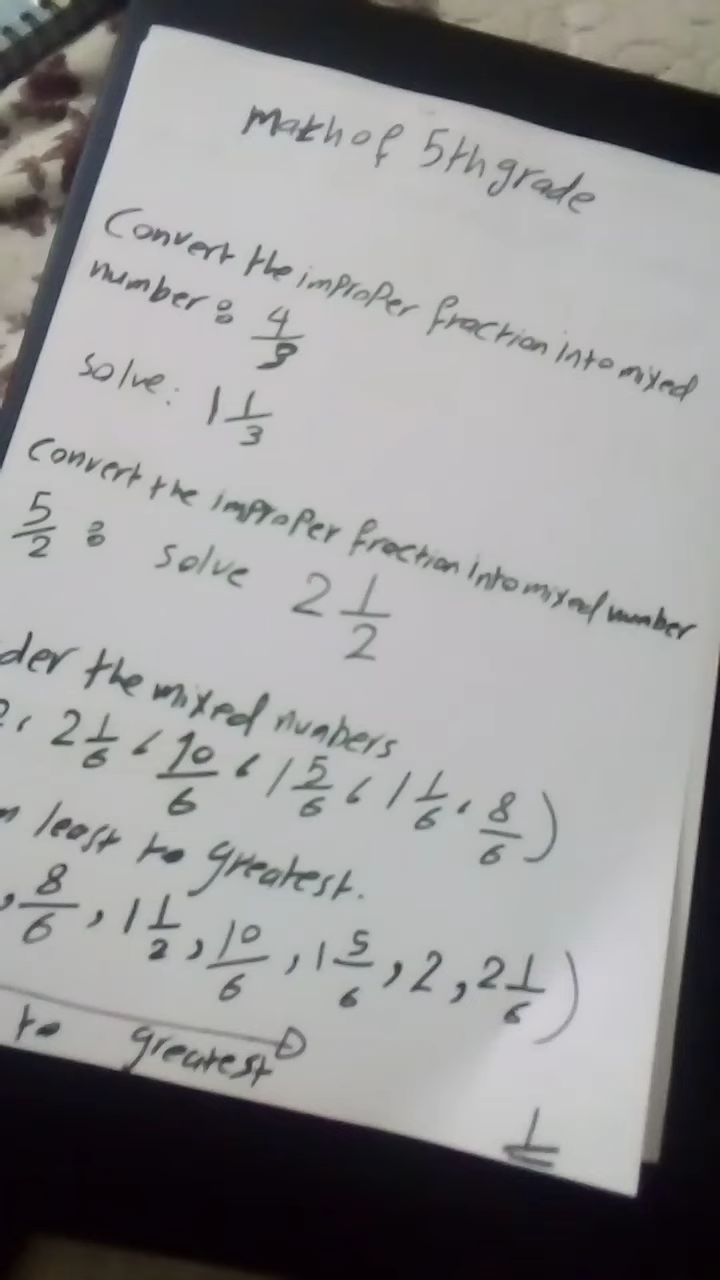 Math of 5th grade
Convert the improper fraction into mixed
number: 4/3
solve: 1 1/3
Convert the improper fraction into mixed number
5/2 : solve 2 1/2
der the mixed numbers
2 1/6 , 10/6 , 1 5/6 , 1 1/6 , 8/6 )
least to greatest.
, 8/6 , 1 1/2 , 10/6 , 1 5/6 , 2 , 2 1/6 )
to greatest
1